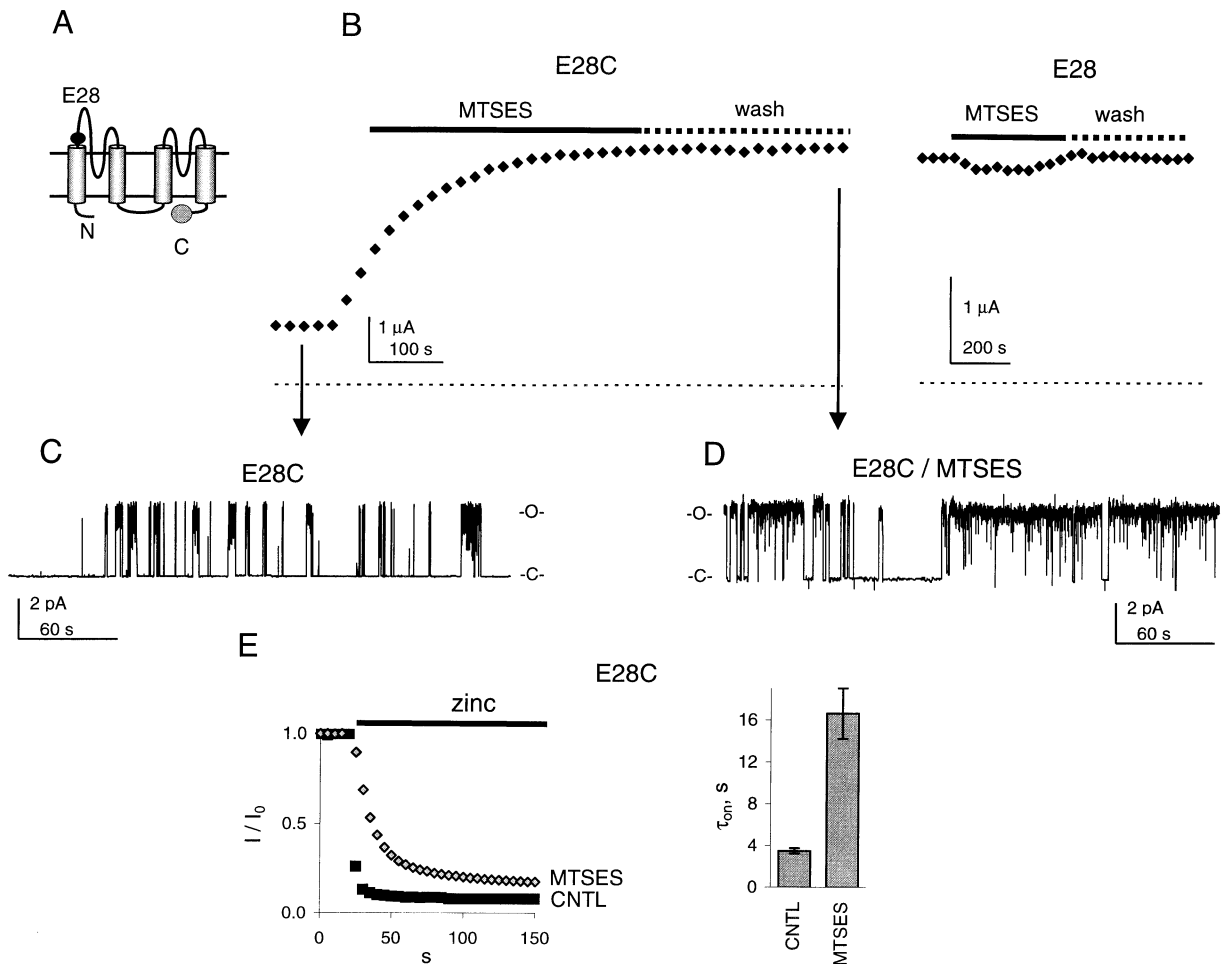 A
E28
N
C
B
E28C
MTSES
wash
1 µA
100 s
E28
MTSES
wash
1 µA
200 s
C
E28C
-O-
-C-
2 pA
60 s
D
E28C / MTSES
-O-
-C-
2 pA
60 s
E
E28C
zinc
1.0
0.5
0.0
I / I0
MTSES
CNTL
0
50
100
150
s
16
12
8
4
0
τon, s
CNTL
MTSES